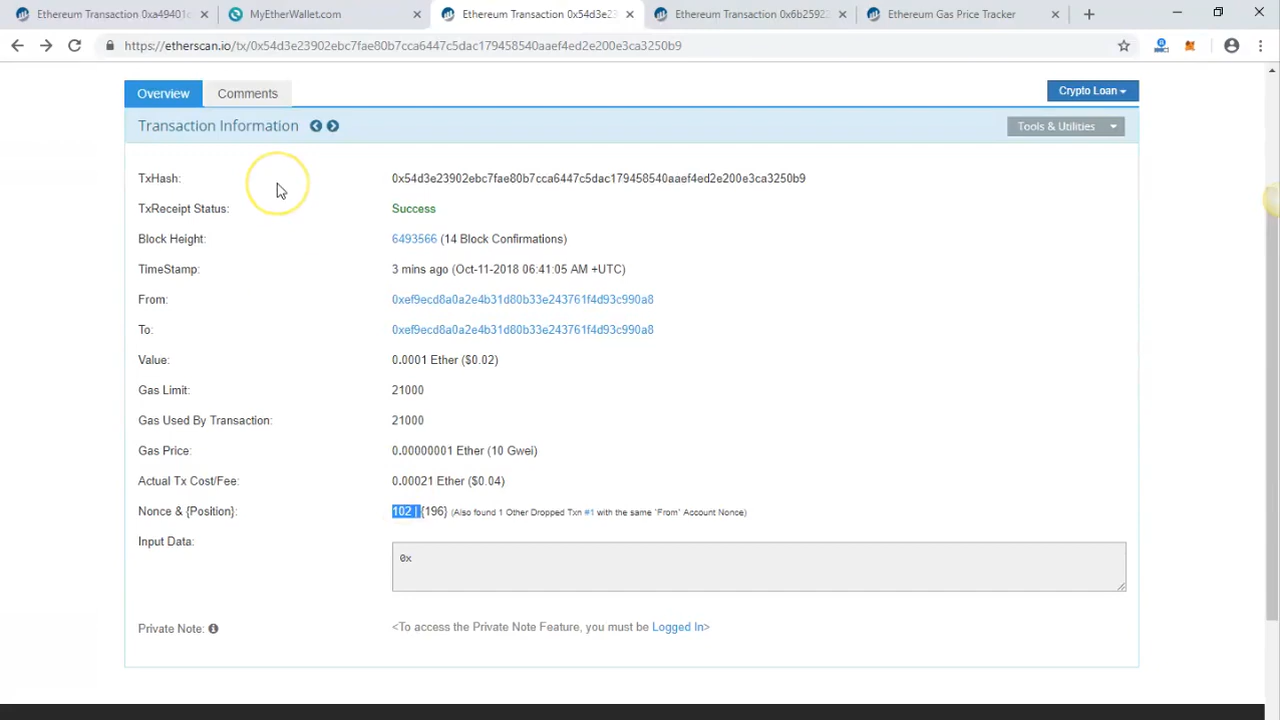 Ethereum Transaction 0xa49401c
MyEtherWallet.com
Ethereum Transaction 0x54d3e23
Ethereum Transaction 0x6b25922
Ethereum Gas Price Tracker
https://etherscan.io/tx/0x54d3e23902ebc7fae80b7cca6447c5dac179458540aaef4ed2e200e3ca3250b9
Overview
Comments
Crypto Loan
Transaction Information
Tools & Utilities
TxHash: 0x54d3e23902ebc7fae80b7cca6447c5dac179458540aaef4ed2e200e3ca3250b9
TxReceipt Status: Success
Block Height: 6493566 (14 Block Confirmations)
TimeStamp: 3 mins ago (Oct-11-2018 06:41:05 AM +UTC)
From: 0xef9ecd8a0a2e4b31d80b33e243761f4d93c990a8
To: 0xef9ecd8a0a2e4b31d80b33e243761f4d93c990a8
Value: 0.0001 Ether ($0.02)
Gas Limit: 21000
Gas Used By Transaction: 21000
Gas Price: 0.00000001 Ether (10 Gwei)
Actual Tx Cost/Fee: 0.00021 Ether ($0.04)
Nonce & {Position}: 102 | {196} (Also found 1 Other Dropped Txn #1 with the same `From` Account Nonce)
Input Data:
0x
Private Note: <To access the Private Note Feature, you must be Logged In>